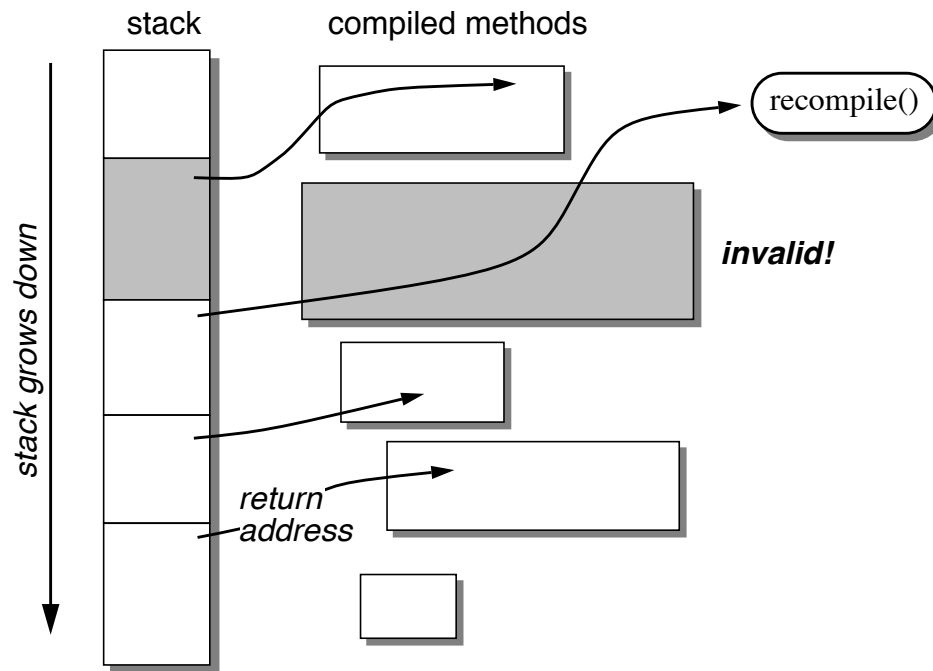 stack
compiled methods
recompile()
invalid!
stack grows down
return
address